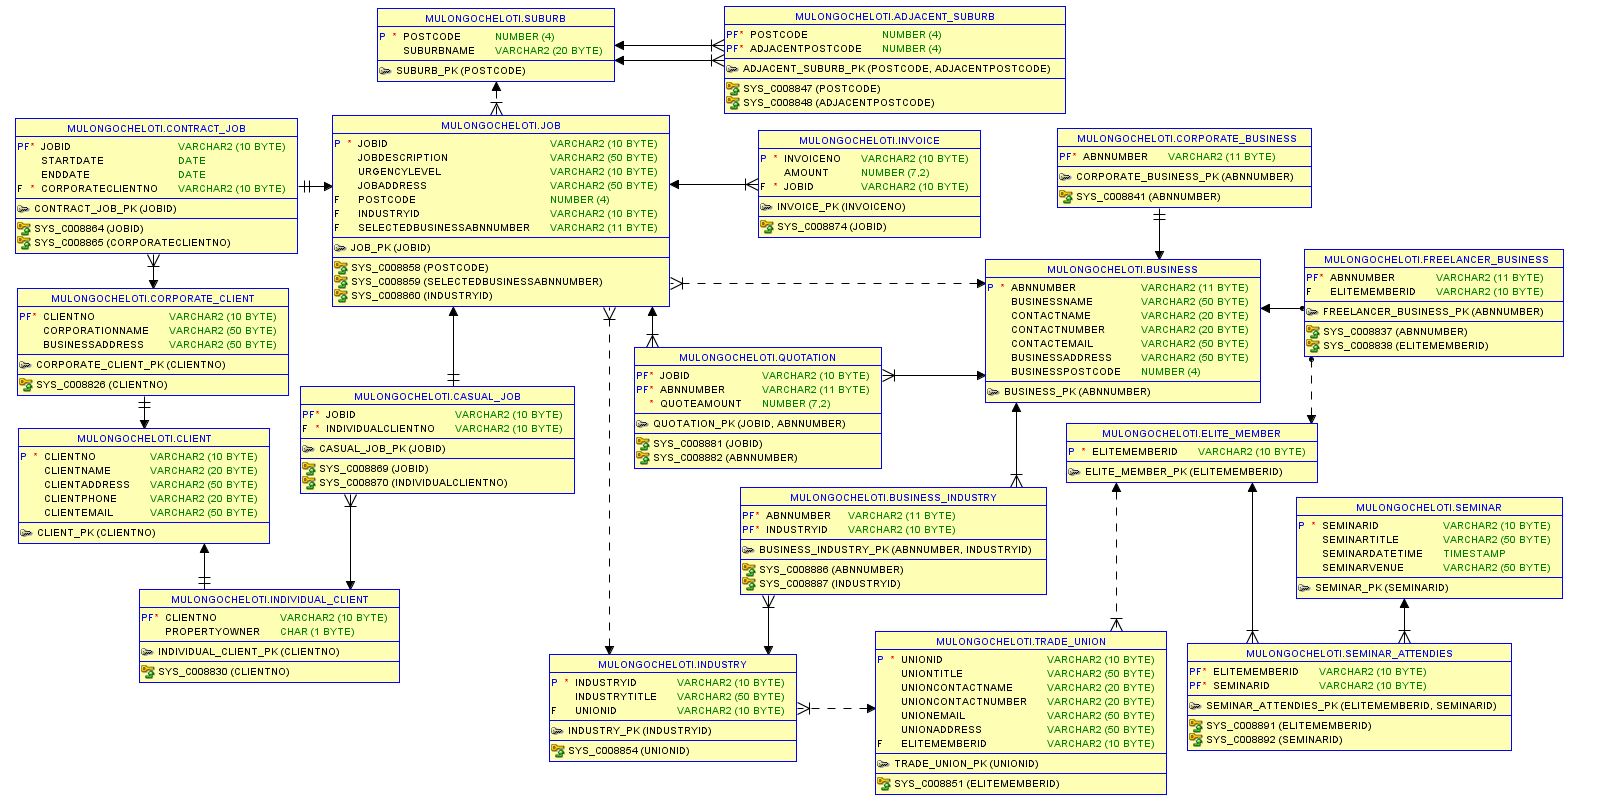 MULONGOCHELOTI.SUBURB
P * POSTCODE NUMBER (4)
SUBURBNAME VARCHAR2 (20 BYTE)
SUBURB_PK (POSTCODE)
MULONGOCHELOTI.ADJACENT_SUBURB
PF* POSTCODE NUMBER (4)
PF* ADJACENTPOSTCODE NUMBER (4)
ADJACENT_SUBURB_PK (POSTCODE, ADJACENTPOSTCODE)
SYS_C008847 (POSTCODE)
SYS_C008848 (ADJACENTPOSTCODE)
MULONGOCHELOTI.CONTRACT_JOB
PF* JOBID VARCHAR2 (10 BYTE)
STARTDATE DATE
ENDDATE DATE
F * CORPORATECLIENTNO VARCHAR2 (10 BYTE)
CONTRACT_JOB_PK (JOBID)
SYS_C008864 (JOBID)
SYS_C008865 (CORPORATECLIENTNO)
MULONGOCHELOTI.JOB
P * JOBID VARCHAR2 (10 BYTE)
JOBDESCRIPTION VARCHAR2 (50 BYTE)
URGENCYLEVEL VARCHAR2 (10 BYTE)
JOBADDRESS VARCHAR2 (50 BYTE)
F POSTCODE NUMBER (4)
F INDUSTRYID VARCHAR2 (10 BYTE)
F SELECTEDBUSINESSABNNUMBER VARCHAR2 (11 BYTE)
JOB_PK (JOBID)
SYS_C008858 (POSTCODE)
SYS_C008859 (SELECTEDBUSINESSABNNUMBER)
SYS_C008860 (INDUSTRYID)
MULONGOCHELOTI.INVOICE
P * INVOICENO VARCHAR2 (10 BYTE)
AMOUNT NUMBER (7,2)
F * JOBID VARCHAR2 (10 BYTE)
INVOICE_PK (INVOICENO)
SYS_C008874 (JOBID)
MULONGOCHELOTI.CORPORATE_BUSINESS
PF* ABNNUMBER VARCHAR2 (11 BYTE)
CORPORATE_BUSINESS_PK (ABNNUMBER)
SYS_C008841 (ABNNUMBER)
MULONGOCHELOTI.BUSINESS
P * ABNNUMBER VARCHAR2 (11 BYTE)
BUSINESSNAME VARCHAR2 (50 BYTE)
CONTACTNAME VARCHAR2 (20 BYTE)
CONTACTNUMBER VARCHAR2 (20 BYTE)
CONTACTEMAIL VARCHAR2 (50 BYTE)
BUSINESSADDRESS VARCHAR2 (50 BYTE)
BUSINESSPOSTCODE NUMBER (4)
BUSINESS_PK (ABNNUMBER)
MULONGOCHELOTI.FREELANCER_BUSINESS
PF* ABNNUMBER VARCHAR2 (11 BYTE)
F ELITEMEMBERID VARCHAR2 (10 BYTE)
FREELANCER_BUSINESS_PK (ABNNUMBER)
SYS_C008837 (ABNNUMBER)
SYS_C008838 (ELITEMEMBERID)
MULONGOCHELOTI.CORPORATE_CLIENT
PF* CLIENTNO VARCHAR2 (10 BYTE)
CORPORATIONNAME VARCHAR2 (50 BYTE)
BUSINESSADDRESS VARCHAR2 (50 BYTE)
CORPORATE_CLIENT_PK (CLIENTNO)
SYS_C008826 (CLIENTNO)
MULONGOCHELOTI.QUOTATION
PF* JOBID VARCHAR2 (10 BYTE)
PF* ABNNUMBER VARCHAR2 (11 BYTE)
* QUOTEAMOUNT NUMBER (7,2)
QUOTATION_PK (JOBID, ABNNUMBER)
SYS_C008881 (JOBID)
SYS_C008882 (ABNNUMBER)
MULONGOCHELOTI.CASUAL_JOB
PF* JOBID VARCHAR2 (10 BYTE)
F * INDIVIDUALCLIENTNO VARCHAR2 (10 BYTE)
CASUAL_JOB_PK (JOBID)
SYS_C008869 (JOBID)
SYS_C008870 (INDIVIDUALCLIENTNO)
MULONGOCHELOTI.CLIENT
P * CLIENTNO VARCHAR2 (10 BYTE)
CLIENTNAME VARCHAR2 (20 BYTE)
CLIENTADDRESS VARCHAR2 (50 BYTE)
CLIENTPHONE VARCHAR2 (20 BYTE)
CLIENTEMAIL VARCHAR2 (50 BYTE)
CLIENT_PK (CLIENTNO)
MULONGOCHELOTI.ELITE_MEMBER
P * ELITEMEMBERID VARCHAR2 (10 BYTE)
ELITE_MEMBER_PK (ELITEMEMBERID)
MULONGOCHELOTI.BUSINESS_INDUSTRY
PF* ABNNUMBER VARCHAR2 (11 BYTE)
PF* INDUSTRYID VARCHAR2 (10 BYTE)
BUSINESS_INDUSTRY_PK (ABNNUMBER, INDUSTRYID)
SYS_C008886 (ABNNUMBER)
SYS_C008887 (INDUSTRYID)
MULONGOCHELOTI.SEMINAR
P * SEMINARID VARCHAR2 (10 BYTE)
SEMINARTITLE VARCHAR2 (50 BYTE)
SEMINARDATETIME TIMESTAMP
SEMINARVENUE VARCHAR2 (50 BYTE)
SEMINAR_PK (SEMINARID)
MULONGOCHELOTI.INDIVIDUAL_CLIENT
PF* CLIENTNO VARCHAR2 (10 BYTE)
PROPERTYOWNER CHAR (1 BYTE)
INDIVIDUAL_CLIENT_PK (CLIENTNO)
SYS_C008830 (CLIENTNO)
MULONGOCHELOTI.INDUSTRY
P * INDUSTRYID VARCHAR2 (10 BYTE)
INDUSTRYTITLE VARCHAR2 (50 BYTE)
F UNIONID VARCHAR2 (10 BYTE)
INDUSTRY_PK (INDUSTRYID)
SYS_C008854 (UNIONID)
MULONGOCHELOTI.TRADE_UNION
P * UNIONID VARCHAR2 (10 BYTE)
UNIONTITLE VARCHAR2 (50 BYTE)
UNIONCONTACTNAME VARCHAR2 (20 BYTE)
UNIONCONTACTNUMBER VARCHAR2 (20 BYTE)
UNIONEMAIL VARCHAR2 (50 BYTE)
UNIONADDRESS VARCHAR2 (50 BYTE)
F ELITEMEMBERID VARCHAR2 (10 BYTE)
TRADE_UNION_PK (UNIONID)
SYS_C008851 (ELITEMEMBERID)
MULONGOCHELOTI.SEMINAR_ATTENDIES
PF* ELITEMEMBERID VARCHAR2 (10 BYTE)
PF* SEMINARID VARCHAR2 (10 BYTE)
SEMINAR_ATTENDIES_PK (ELITEMEMBERID, SEMINARID)
SYS_C008891 (ELITEMEMBERID)
SYS_C008892 (SEMINARID)